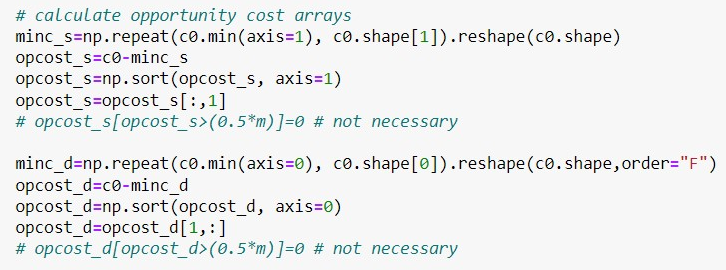 # calculate opportunity cost arrays
minc_s=np.repeat(c0.min(axis=1), c0.shape[1]).reshape(c0.shape)
opcost_s=c0-minc_s
opcost_s=np.sort(opcost_s, axis=1)
opcost_s=opcost_s[:,1]
# opcost_s[opcost_s>(0.5*m)]=0 # not necessary
minc_d=np.repeat(c0.min(axis=0), c0.shape[0]).reshape(c0.shape,order="F")
opcost_d=c0-minc_d
opcost_d=np.sort(opcost_d, axis=0)
opcost_d=opcost_d[1,:]
# opcost_d[opcost_d>(0.5*m)]=0 # not necessary